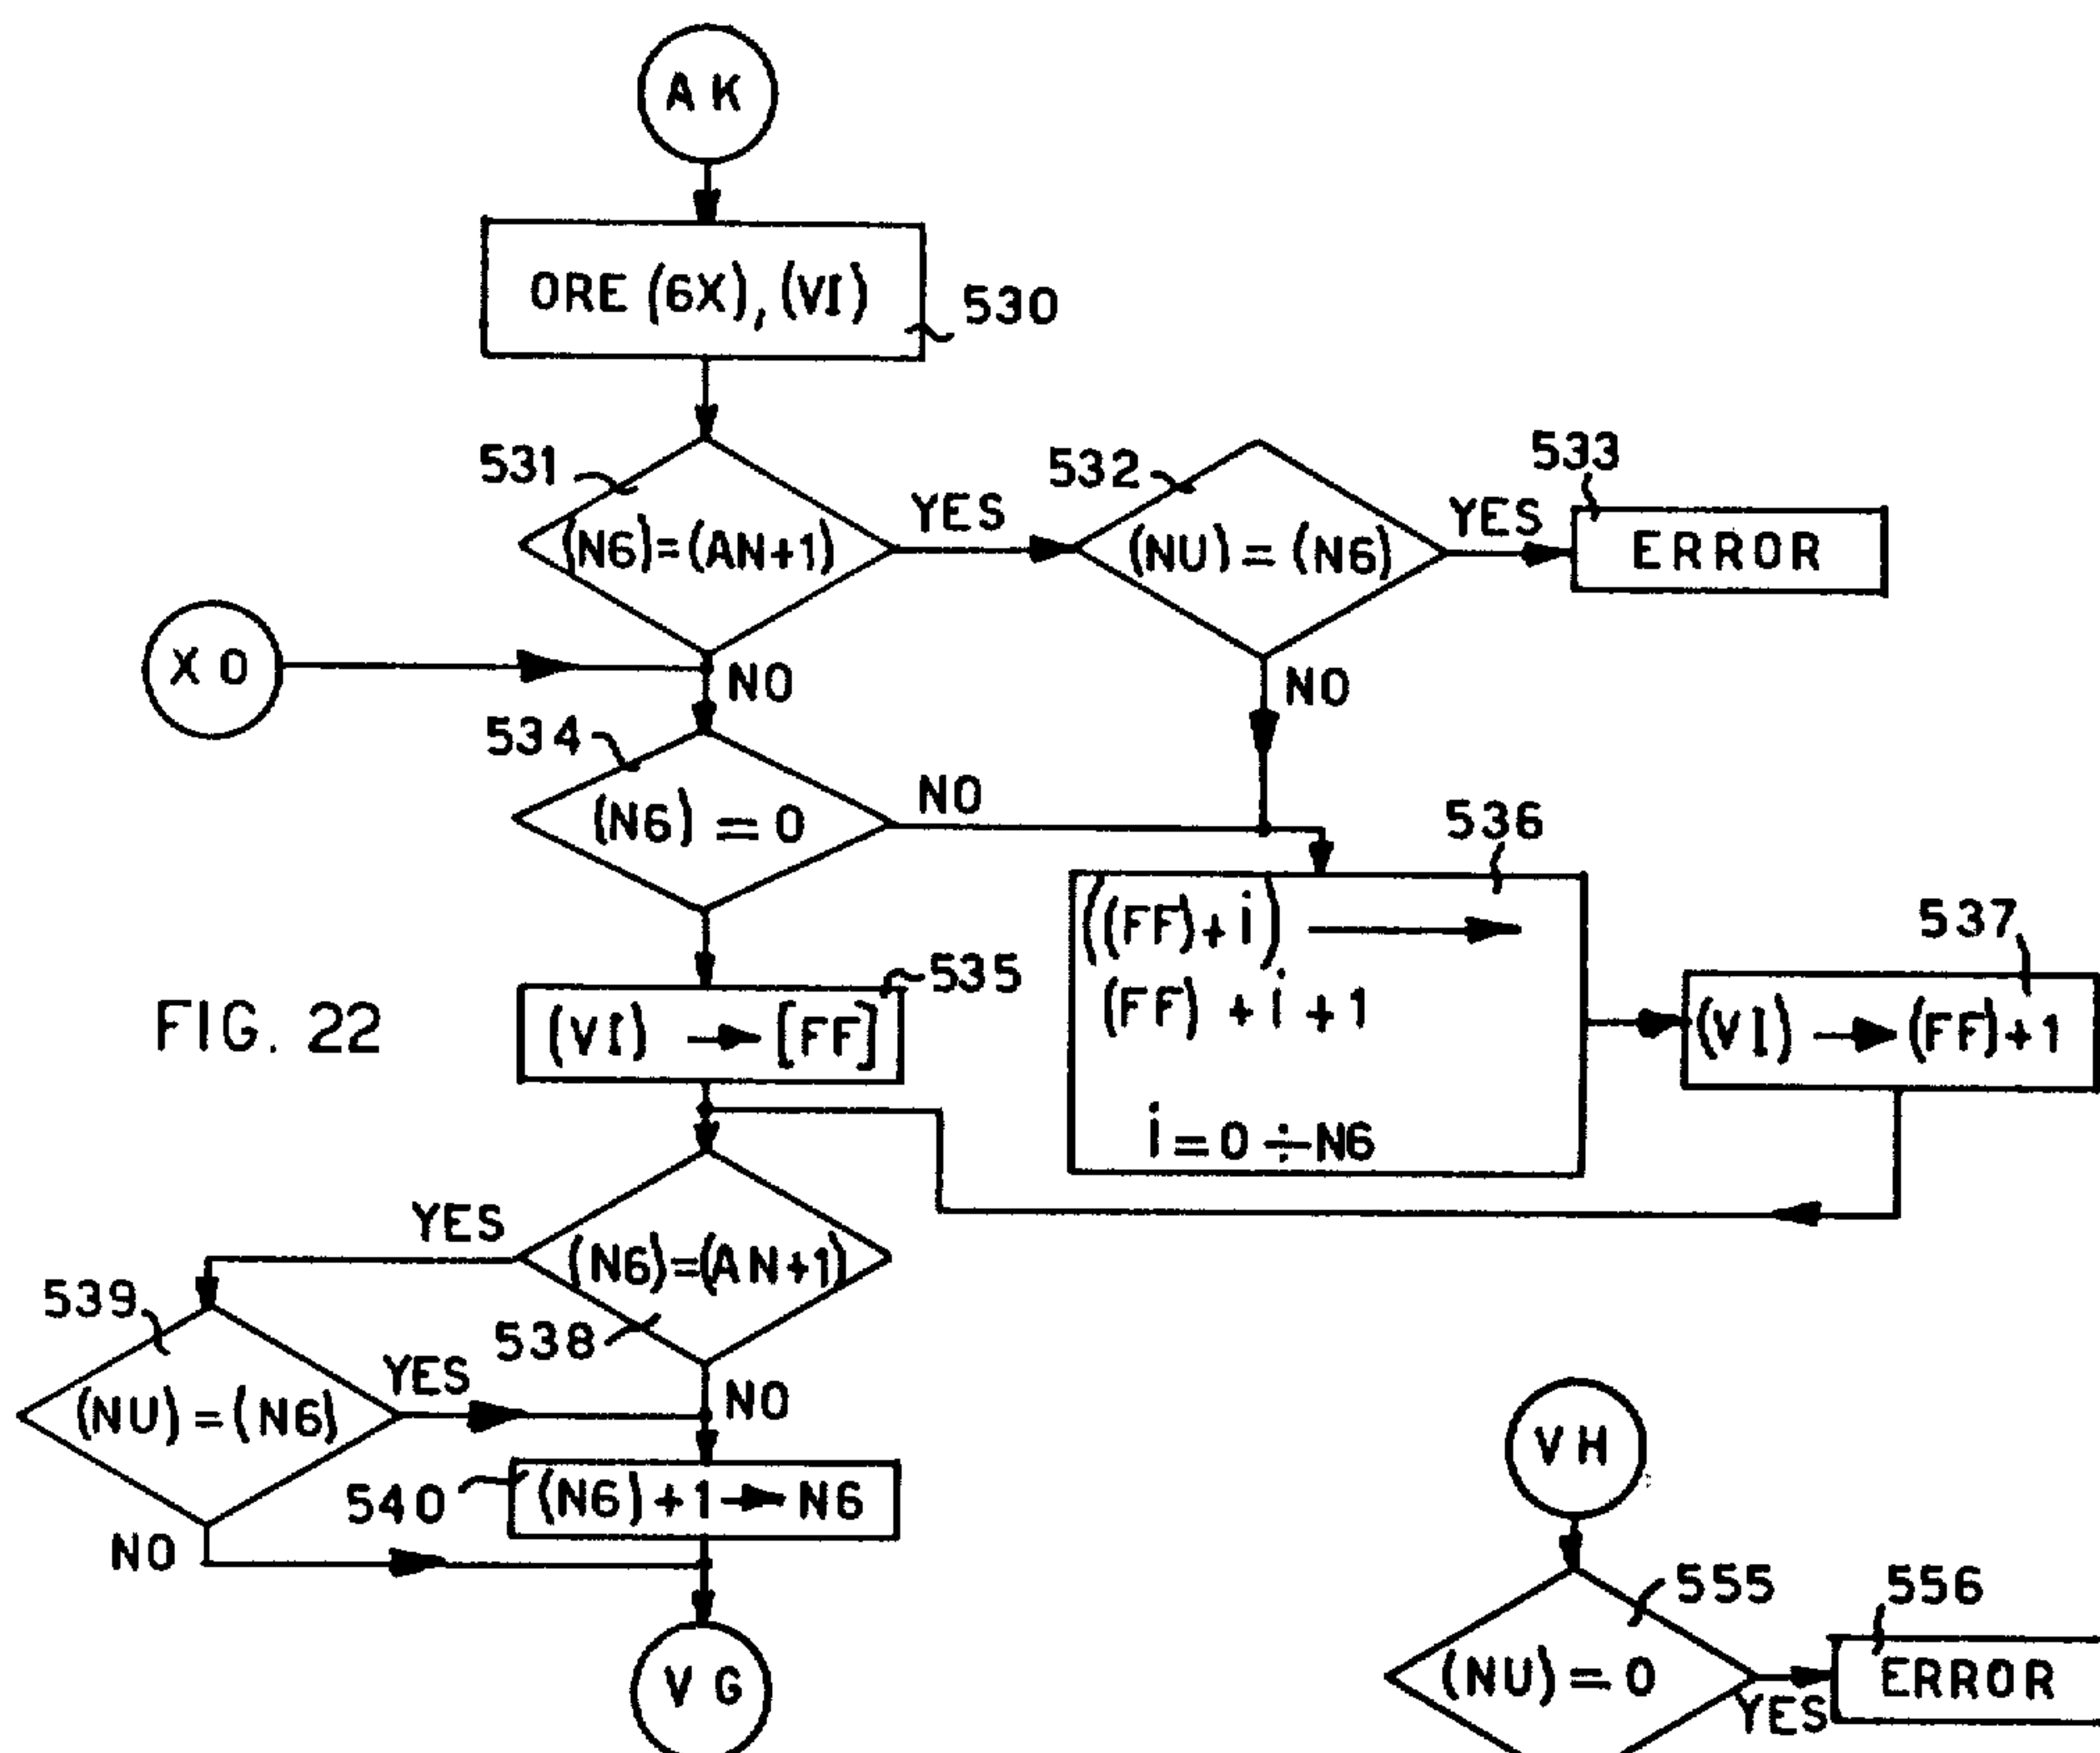 AK
ORE (6X), (VI)
530
531
(N6)=(AN+1)
YES
532
(NU) = (N6)
YES
533
ERROR
XO
NO
NO
534
(N6) = 0
NO
536
((FF)+i) →
(FF) + i + 1
i = 0 ÷ N6
537
(VI) → (FF)+1
535
(VI) → [FF]
FIG. 22
YES
(N6)=(AN+1)
538
539
(NU) = (N6)
YES
NO
540
(N6)+1→ N6
NO
VG
VH
555
(NU) = 0
YES
556
ERROR